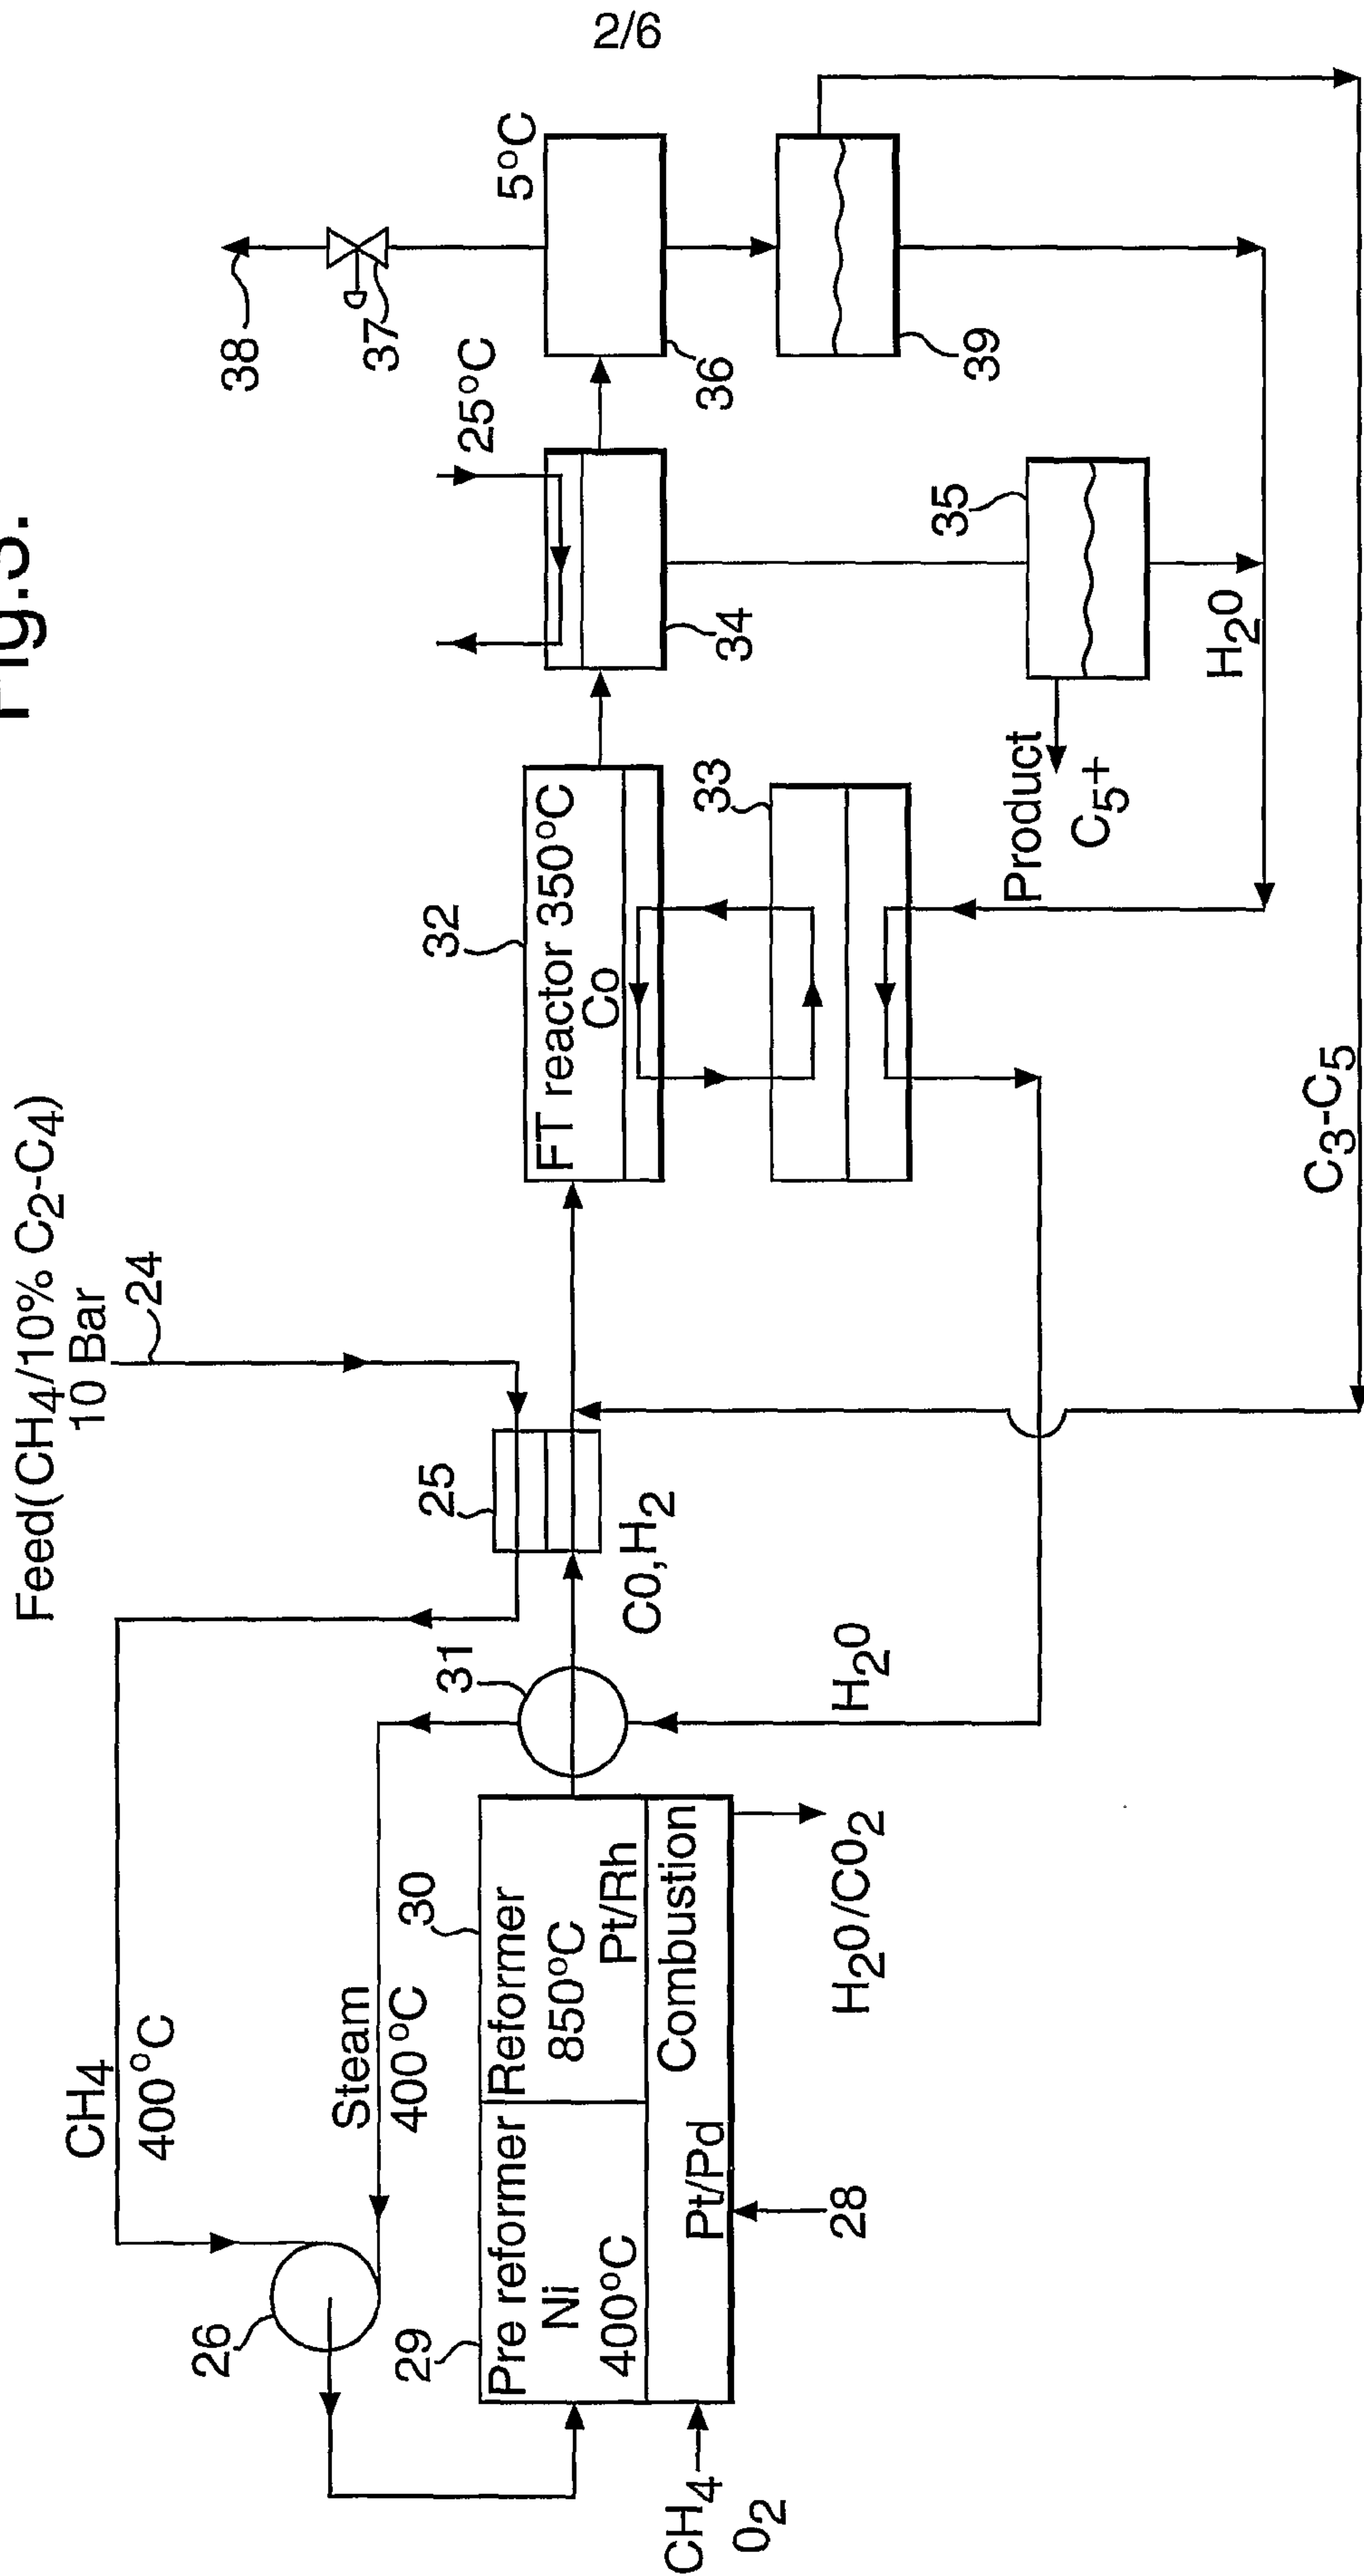 2/6
Fig.3.
Feed(CH4/10% C2-C4)
10 Bar
24
CH4
400°C
Steam
400°C
26
31
25
C0,H2
29
Pre reformer
Ni
400°C
30
Reformer
850°C
Pt/Rh
Combustion
Pt/Pd
28
CH4
O2
H2O/CO2
H2O
32
FT reactor 350°C
Co
33
34
25°C
36
5°C
37
38
39
35
Product
C5+
H2O
C3-C5